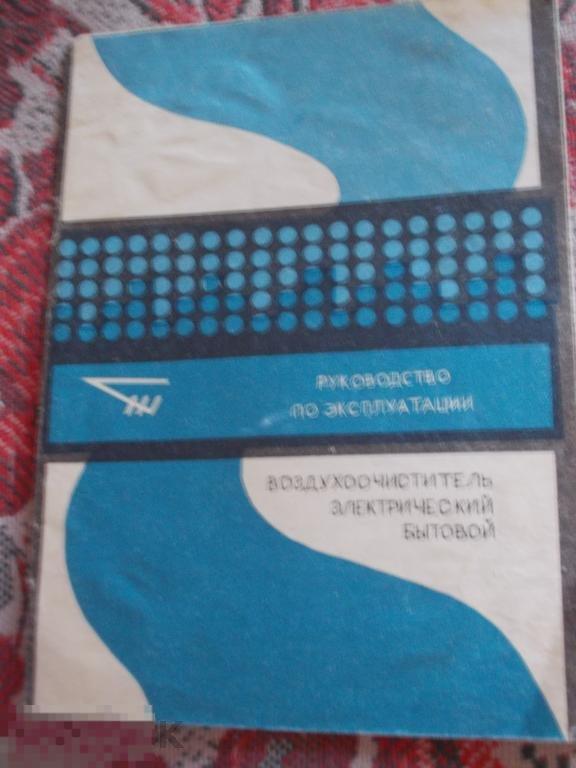 РУКОВОДСТВО
ПО ЭКСПЛУАТАЦИИ
ВОЗДУХООЧИСТИТЕЛЬ
ЭЛЕКТРИЧЕСКИЙ
БЫТОВОЙ